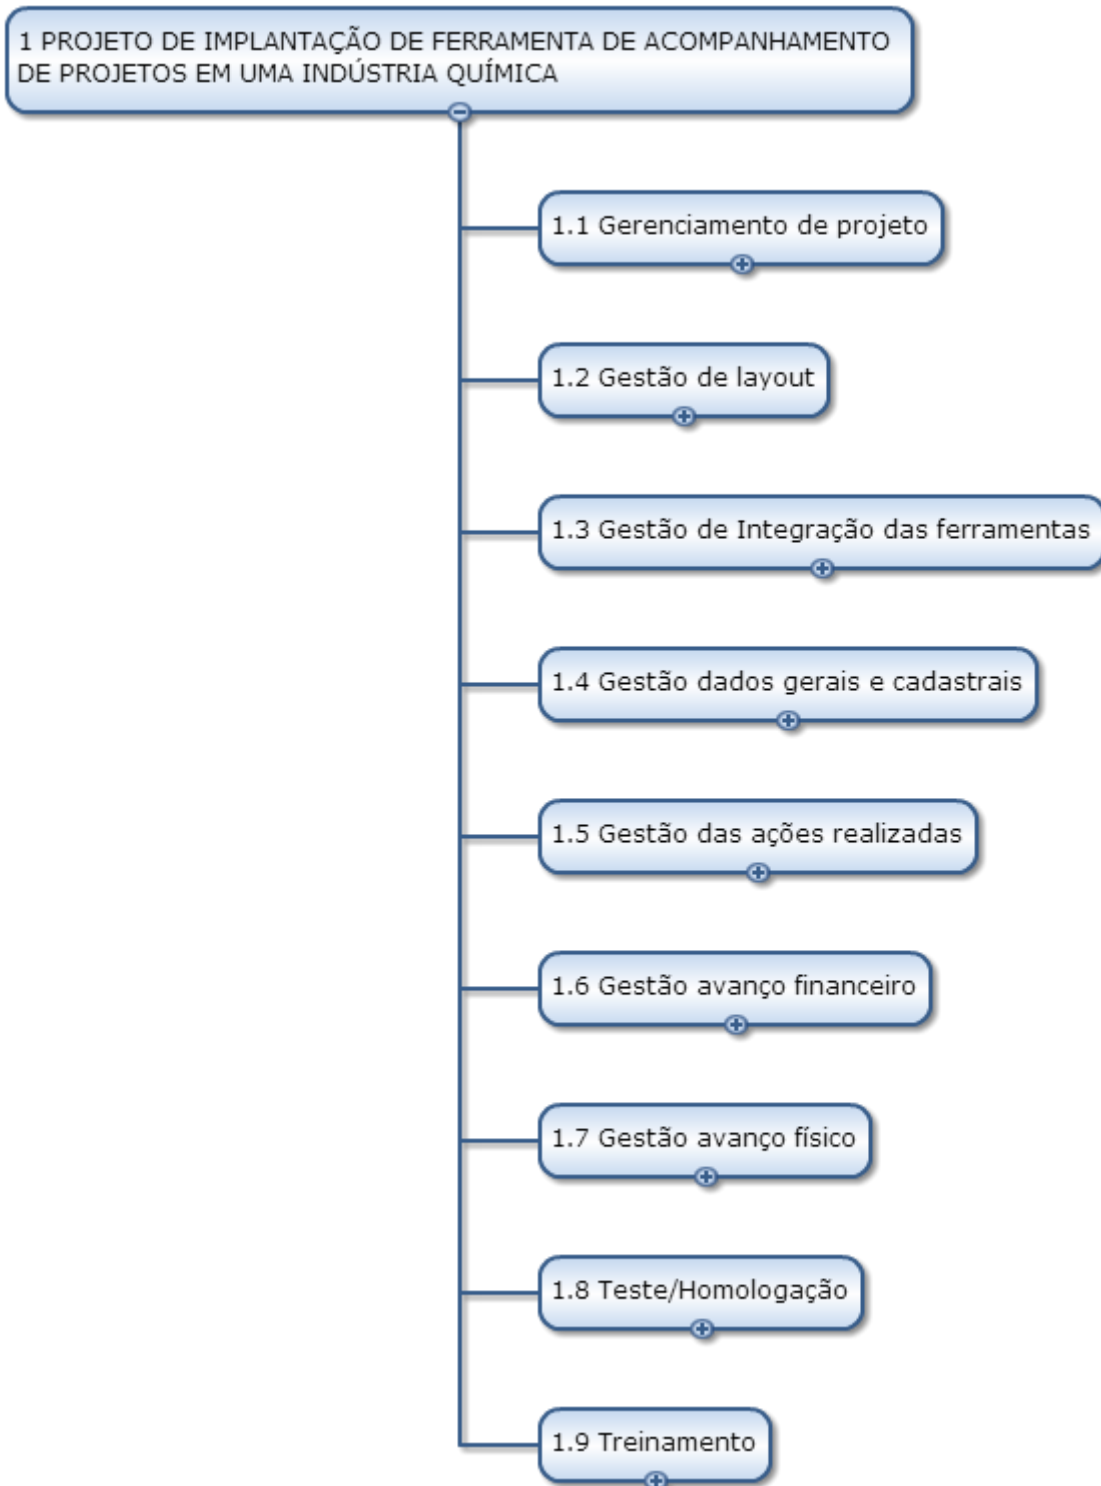 1 PROJETO DE IMPLANTAÇÃO DE FERRAMENTA DE ACOMPANHAMENTO
DE PROJETOS EM UMA INDÚSTRIA QUÍMICA
1.1 Gerenciamento de projeto
1.2 Gestão de layout
1.3 Gestão de Integração das ferramentas
1.4 Gestão dados gerais e cadastrais
1.5 Gestão das ações realizadas
1.6 Gestão avanço financeiro
1.7 Gestão avanço físico
1.8 Teste/Homologação
1.9 Treinamento